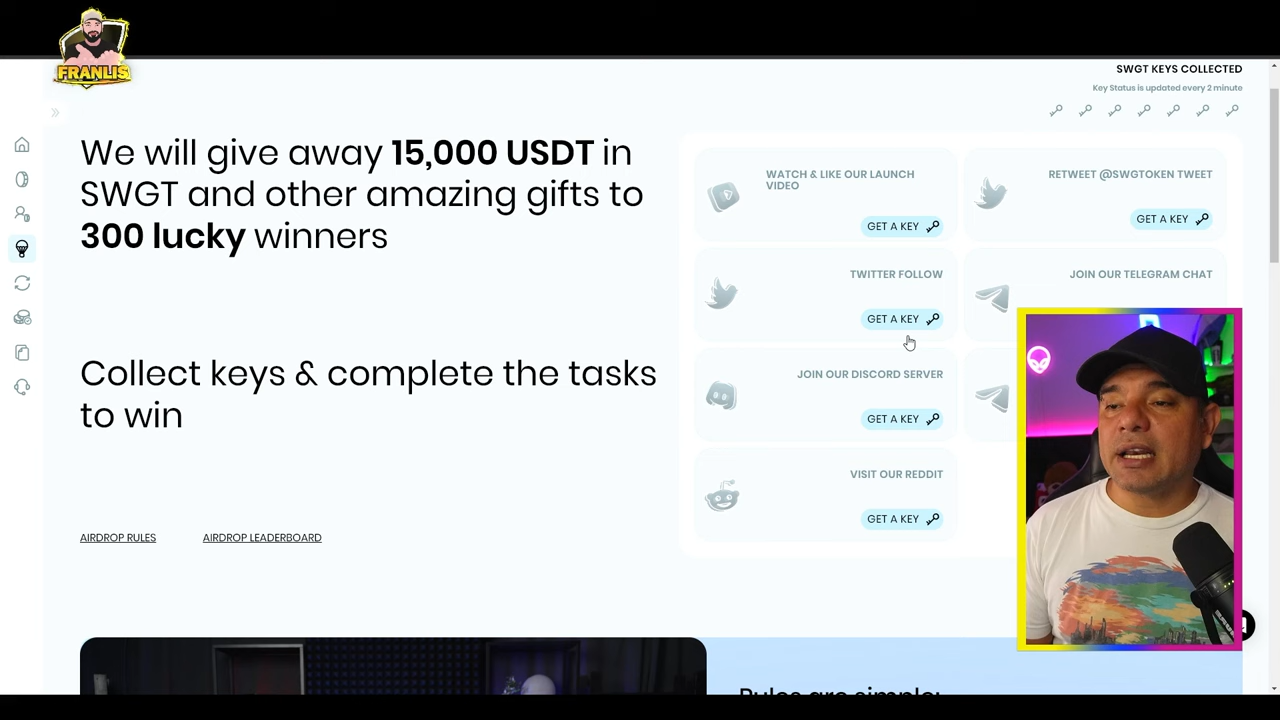 FRANLIS
SWGT KEYS COLLECTED
Key Status is updated every 2 minute
We will give away 15,000 USDT in
SWGT and other amazing gifts to
300 lucky winners
Collect keys & complete the tasks
to win
AIRDROP RULES
AIRDROP LEADERBOARD
WATCH & LIKE OUR LAUNCH
VIDEO
GET A KEY
RETWEET @SWGTOKEN TWEET
GET A KEY
TWITTER FOLLOW
GET A KEY
JOIN OUR TELEGRAM CHAT
JOIN OUR DISCORD SERVER
GET A KEY
VISIT OUR REDDIT
GET A KEY
Rules are simple: